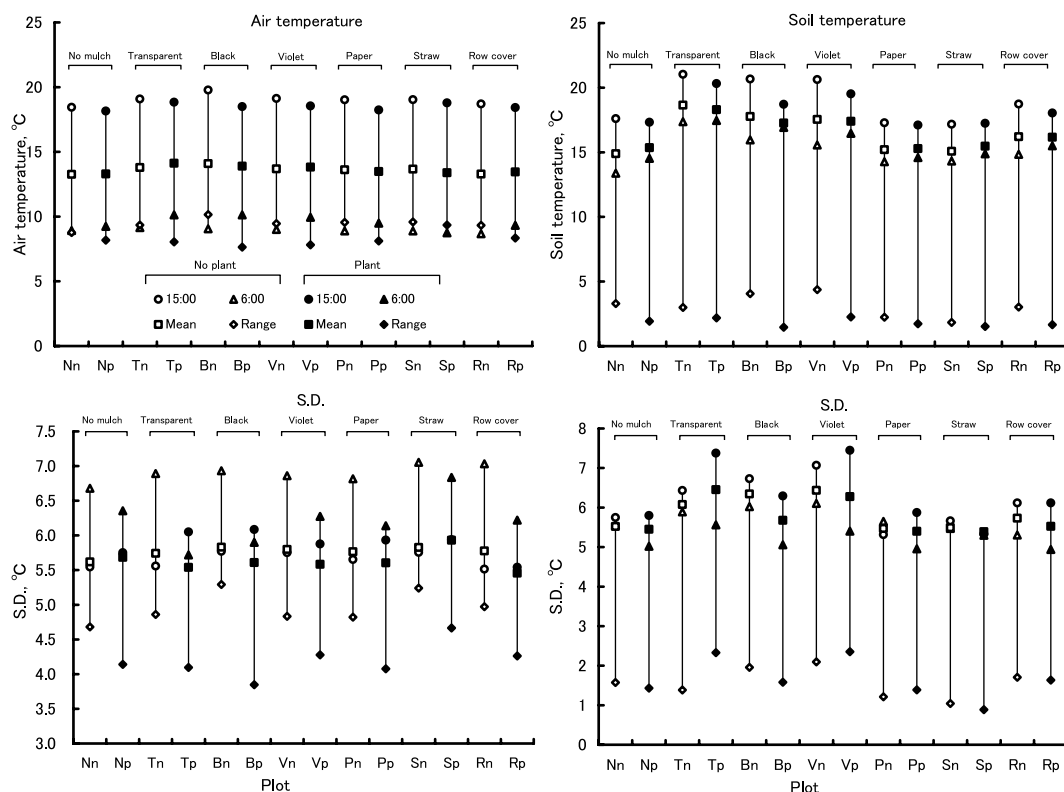 Air temperature
25
20
15
10
5
0
Air temperature, °C
No mulch Transparent Black Violet Paper Straw Row cover
No plant Plant
15:00 6:00 15:00 6:00
Mean Range Mean Range
Nn Np Tn Tp Bn Bp Vn Vp Pn Pp Sn Sp Rn Rp
Soil temperature
25
20
15
10
5
0
Soil temperature, °C
No mulch Transparent Black Violet Paper Straw Row cover
Nn Np Tn Tp Bn Bp Vn Vp Pn Pp Sn Sp Rn Rp
S.D.
7.5
7.0
6.5
6.0
5.5
5.0
4.5
4.0
3.5
3.0
S.D., °C
No mulch Transparent Black Violet Paper Straw Row cover
Nn Np Tn Tp Bn Bp Vn Vp Pn Pp Sn Sp Rn Rp
Plot
S.D.
8
7
6
5
4
3
2
1
0
S.D., °C
No mulch Transparent Black Violet Paper Straw Row cover
Nn Np Tn Tp Bn Bp Vn Vp Pn Pp Sn Sp Rn Rp
Plot